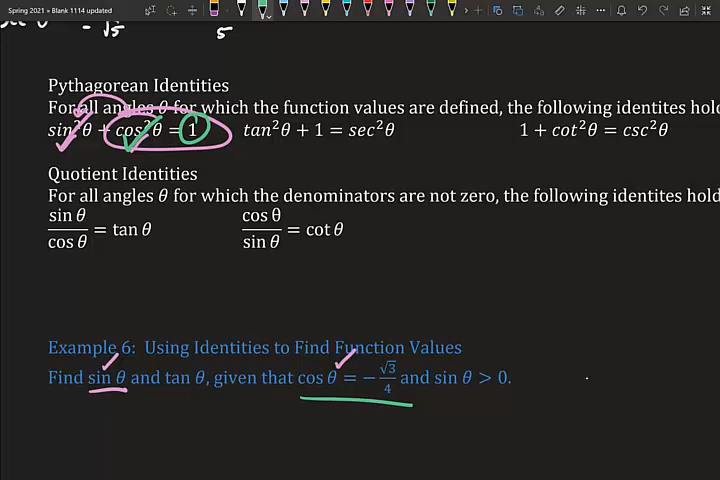 Spring 2021 » Blank 1114 updated
= √5
5
Pythagorean Identities
For all angles θ for which the function values are defined, the following identites hold
sin²θ + cos²θ = 1 tan²θ + 1 = sec²θ 1 + cot²θ = csc²θ
Quotient Identities
For all angles θ for which the denominators are not zero, the following identites hold
sin θ / cos θ = tan θ cos θ / sin θ = cot θ
Example 6: Using Identities to Find Function Values
Find sin θ and tan θ, given that cos θ = −√3/4 and sin θ > 0.